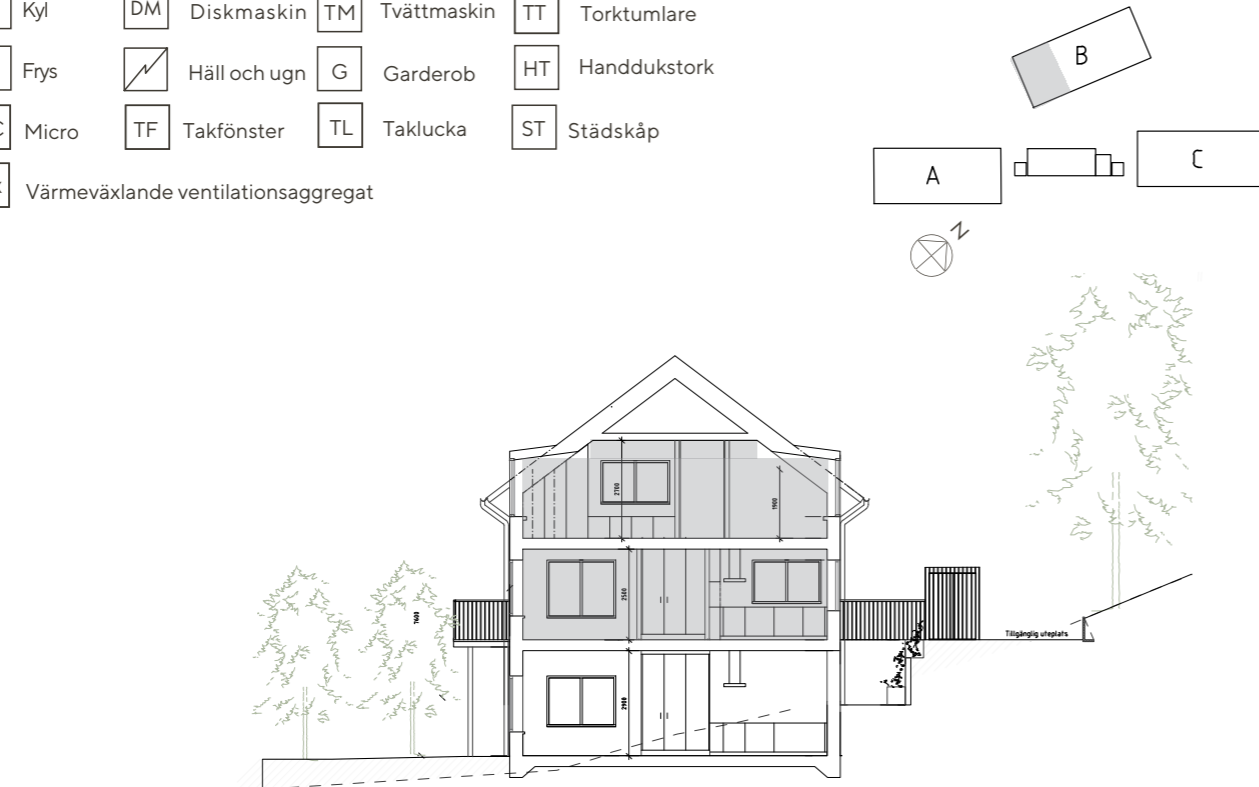 Kyl DM Diskmaskin TM Tvättmaskin TT Torktumlare
Frys Häll och ugn G Garderob HT Handdukstork
Micro TF Takfönster TL Taklucka ST Städskåp
Värmeväxlande ventilationsaggregat
B
A
C
N
2700
1900
2500
7600
Tillgänglig uteplats
2900